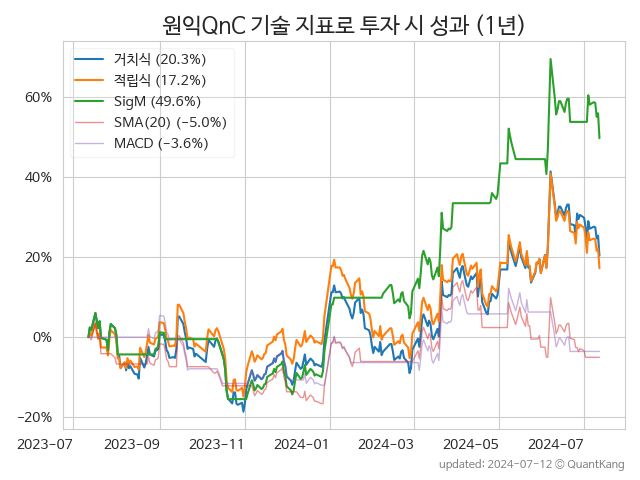 원익QnC 기술 지표로 투자 시 성과 (1년)
거치식 (20.3%)
적립식 (17.2%)
SigM (49.6%)
SMA(20) (−5.0%)
MACD (−3.6%)
60%
40%
20%
0%
−20%
2023-07 2023-09 2023-11 2024-01 2024-03 2024-05 2024-07
updated: 2024-07-12 © QuantKang